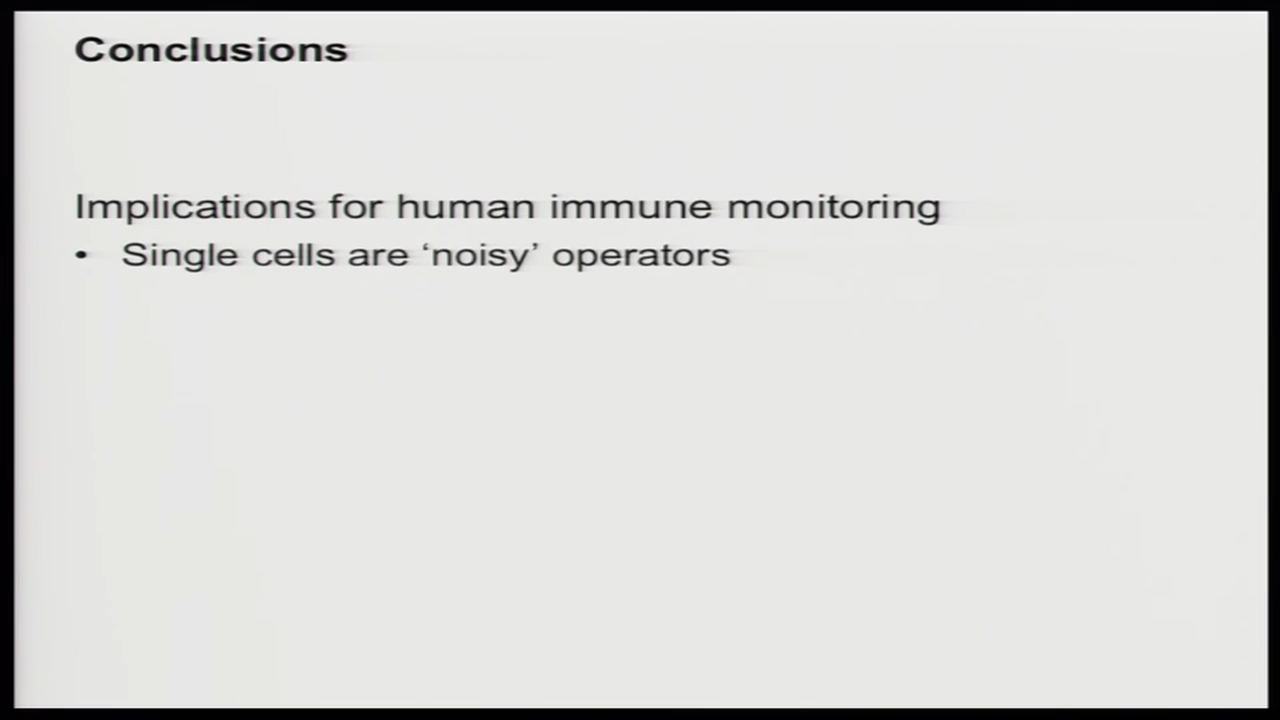 Conclusions
Implications for human immune monitoring
• Single cells are ‘noisy’ operators